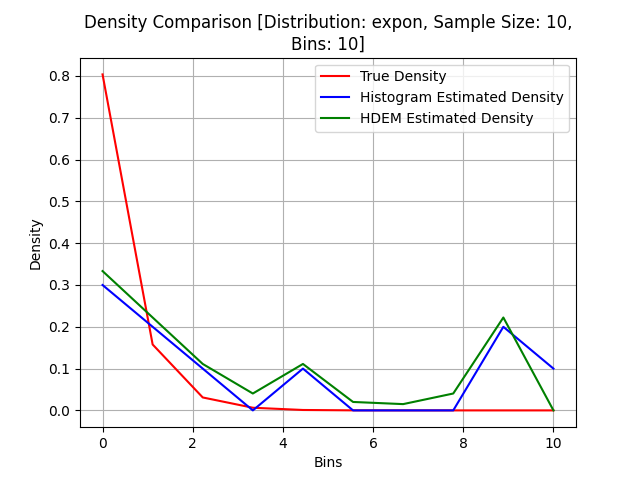 Density Comparison [Distribution: expon, Sample Size: 10,
Bins: 10]
True Density
Histogram Estimated Density
HDEM Estimated Density
Density
0.8
0.7
0.6
0.5
0.4
0.3
0.2
0.1
0.0
0 2 4 6 8 10
Bins